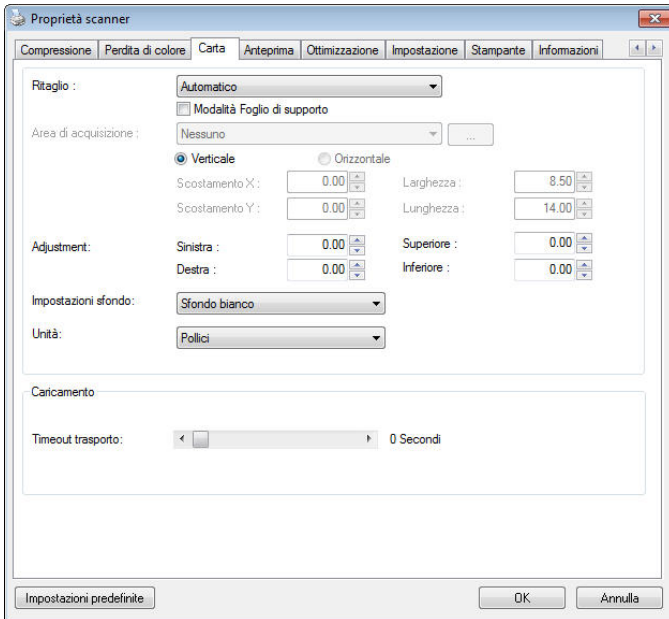 Proprietà scanner
Compressione Perdita di colore Carta Anteprima Ottimizzazione Impostazione Stampante Informazioni
Ritaglio : Automatico
Modalità Foglio di supporto
Area di acquisizione : Nessuno ...
Verticale Orizzontale
Scostamento X : 0.00 Larghezza : 8.50
Scostamento Y : 0.00 Lunghezza : 14.00
Adjustment: Sinistra : 0.00 Superiore : 0.00
Destra : 0.00 Inferiore : 0.00
Impostazioni sfondo: Sfondo bianco
Unità: Pollici
Caricamento
Timeout trasporto: 0 Secondi
Impostazioni predefinite OK Annulla